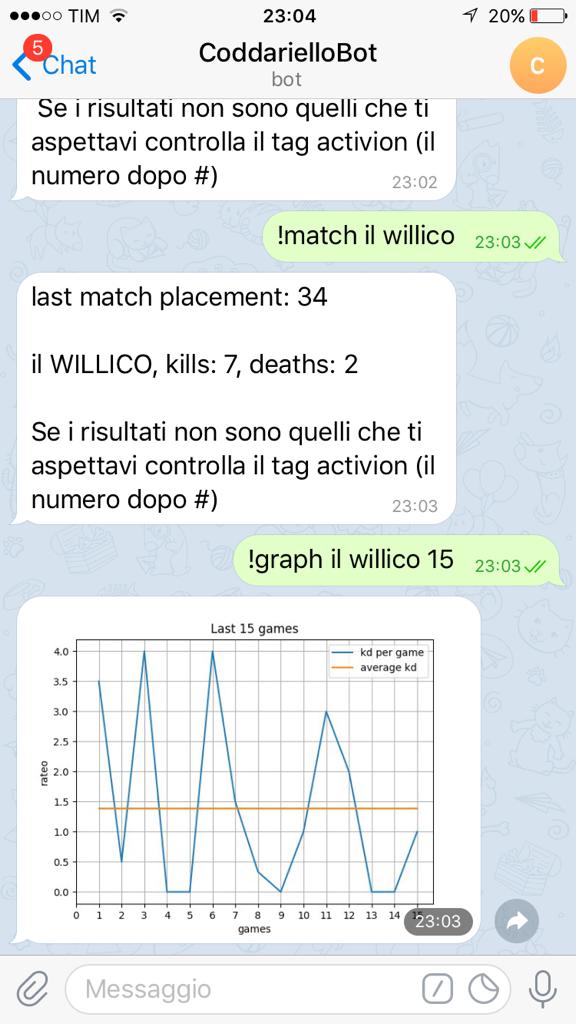 TIM
23:04
20%
5
Chat
CoddarielloBot
bot
C
Se i risultati non sono quelli che ti
aspettavi controlla il tag activion (il
numero dopo #)
23:02
!match il willico
23:03
last match placement: 34
il WILLICO, kills: 7, deaths: 2
Se i risultati non sono quelli che ti
aspettavi controlla il tag activion (il
numero dopo #)
23:03
!graph il willico 15
23:03
Last 15 games
kd per game
average kd
4.0
3.5
3.0
2.5
2.0
1.5
1.0
0.5
0.0
rateo
0 1 2 3 4 5 6 7 8 9 10 11 12 13 14 15
games
23:03
Messaggio